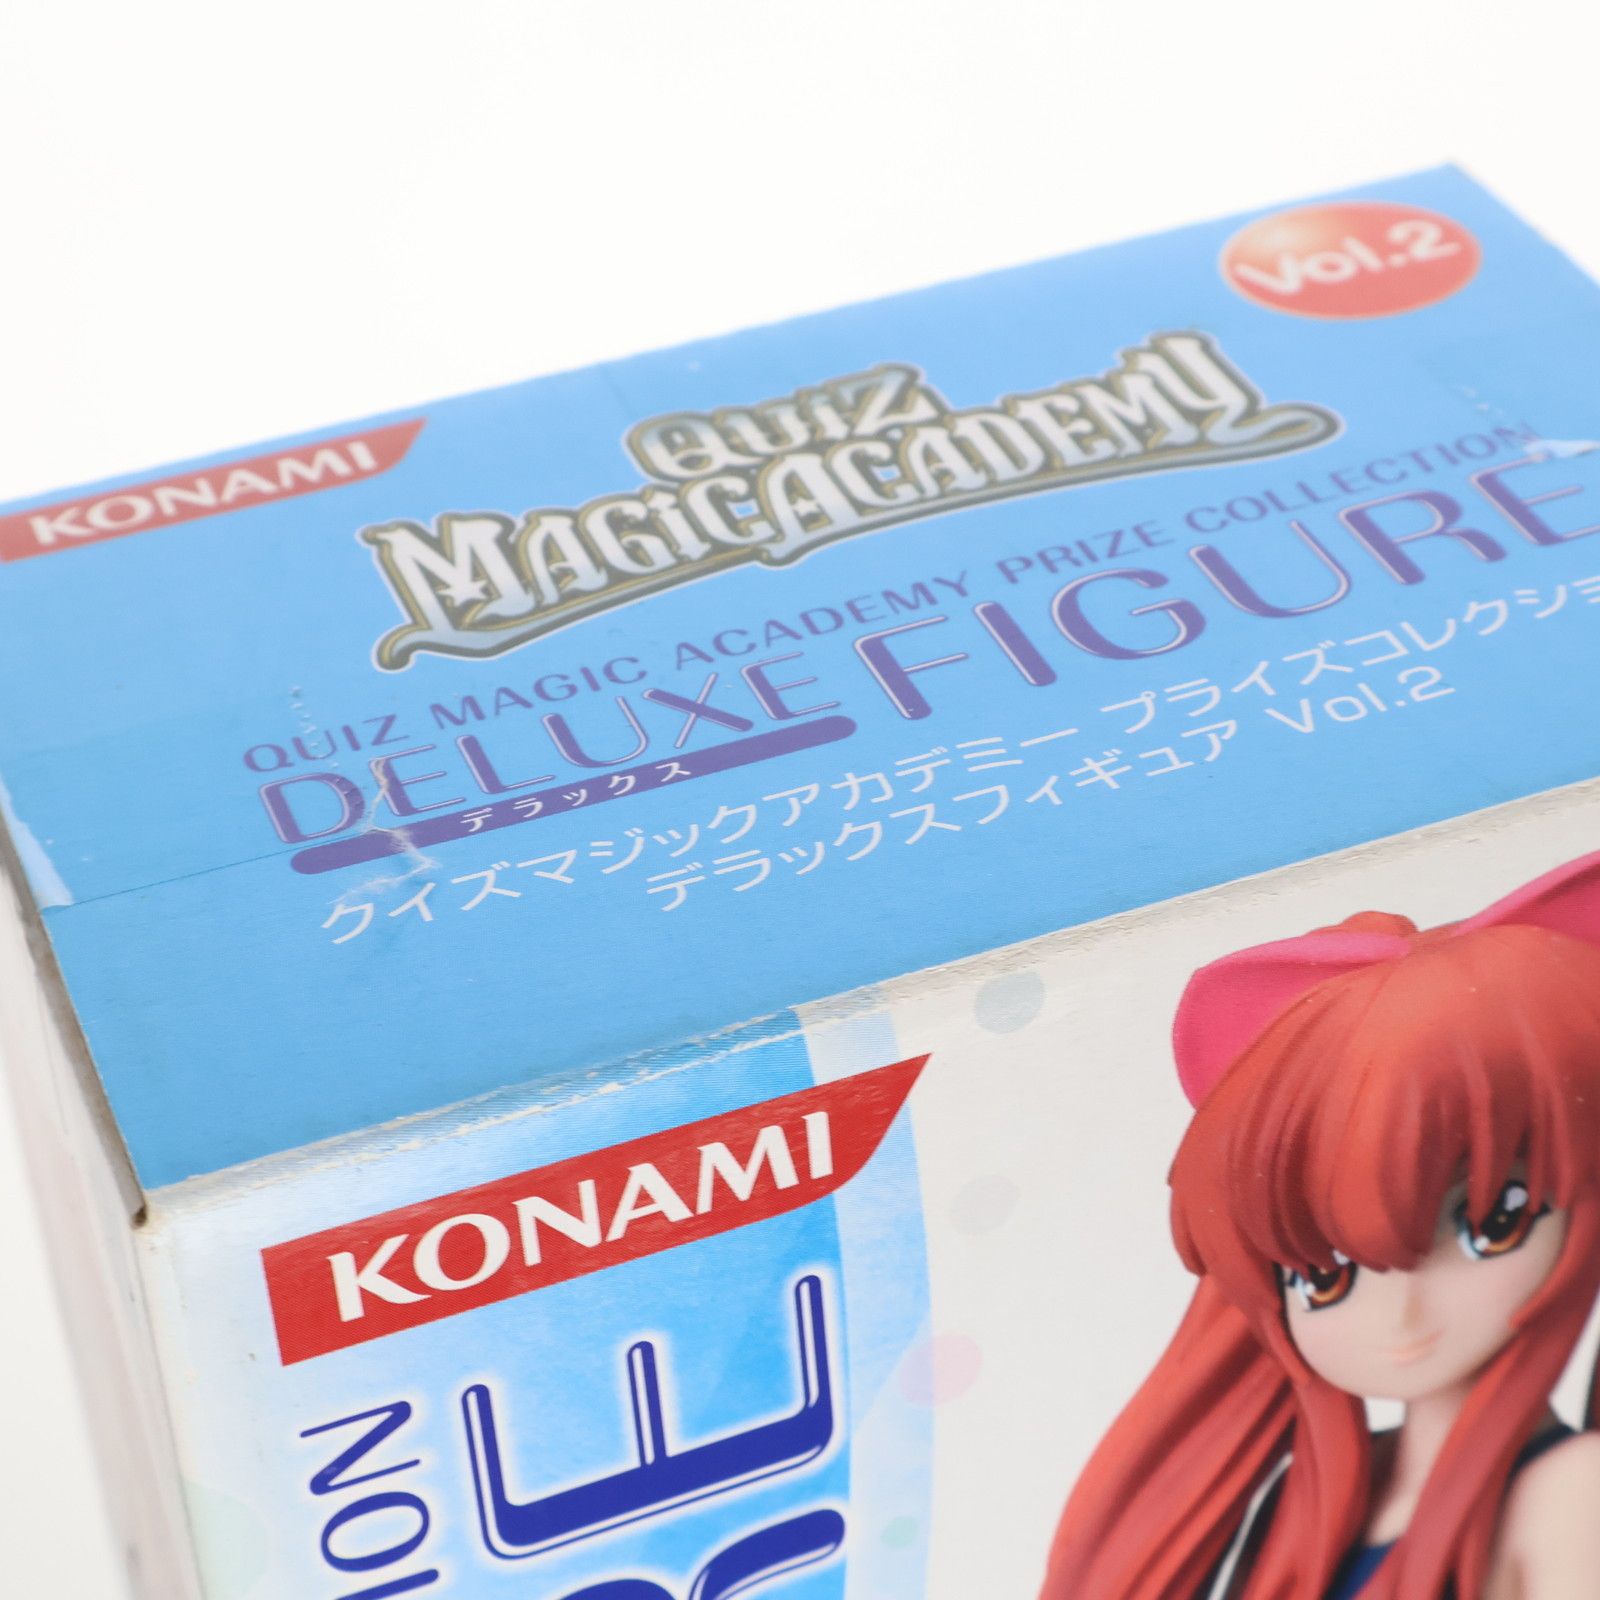 Vol.2
KONAMI
QUIZ
MAGICACADEMY
QUIZ MAGIC ACADEMY PRIZE COLLECTION
DELUXE FIGURE
デラックス
クイズマジックアカデミー プライズコレクショ
デラックスフィギュア Vol.2
KONAMI
ION
RE